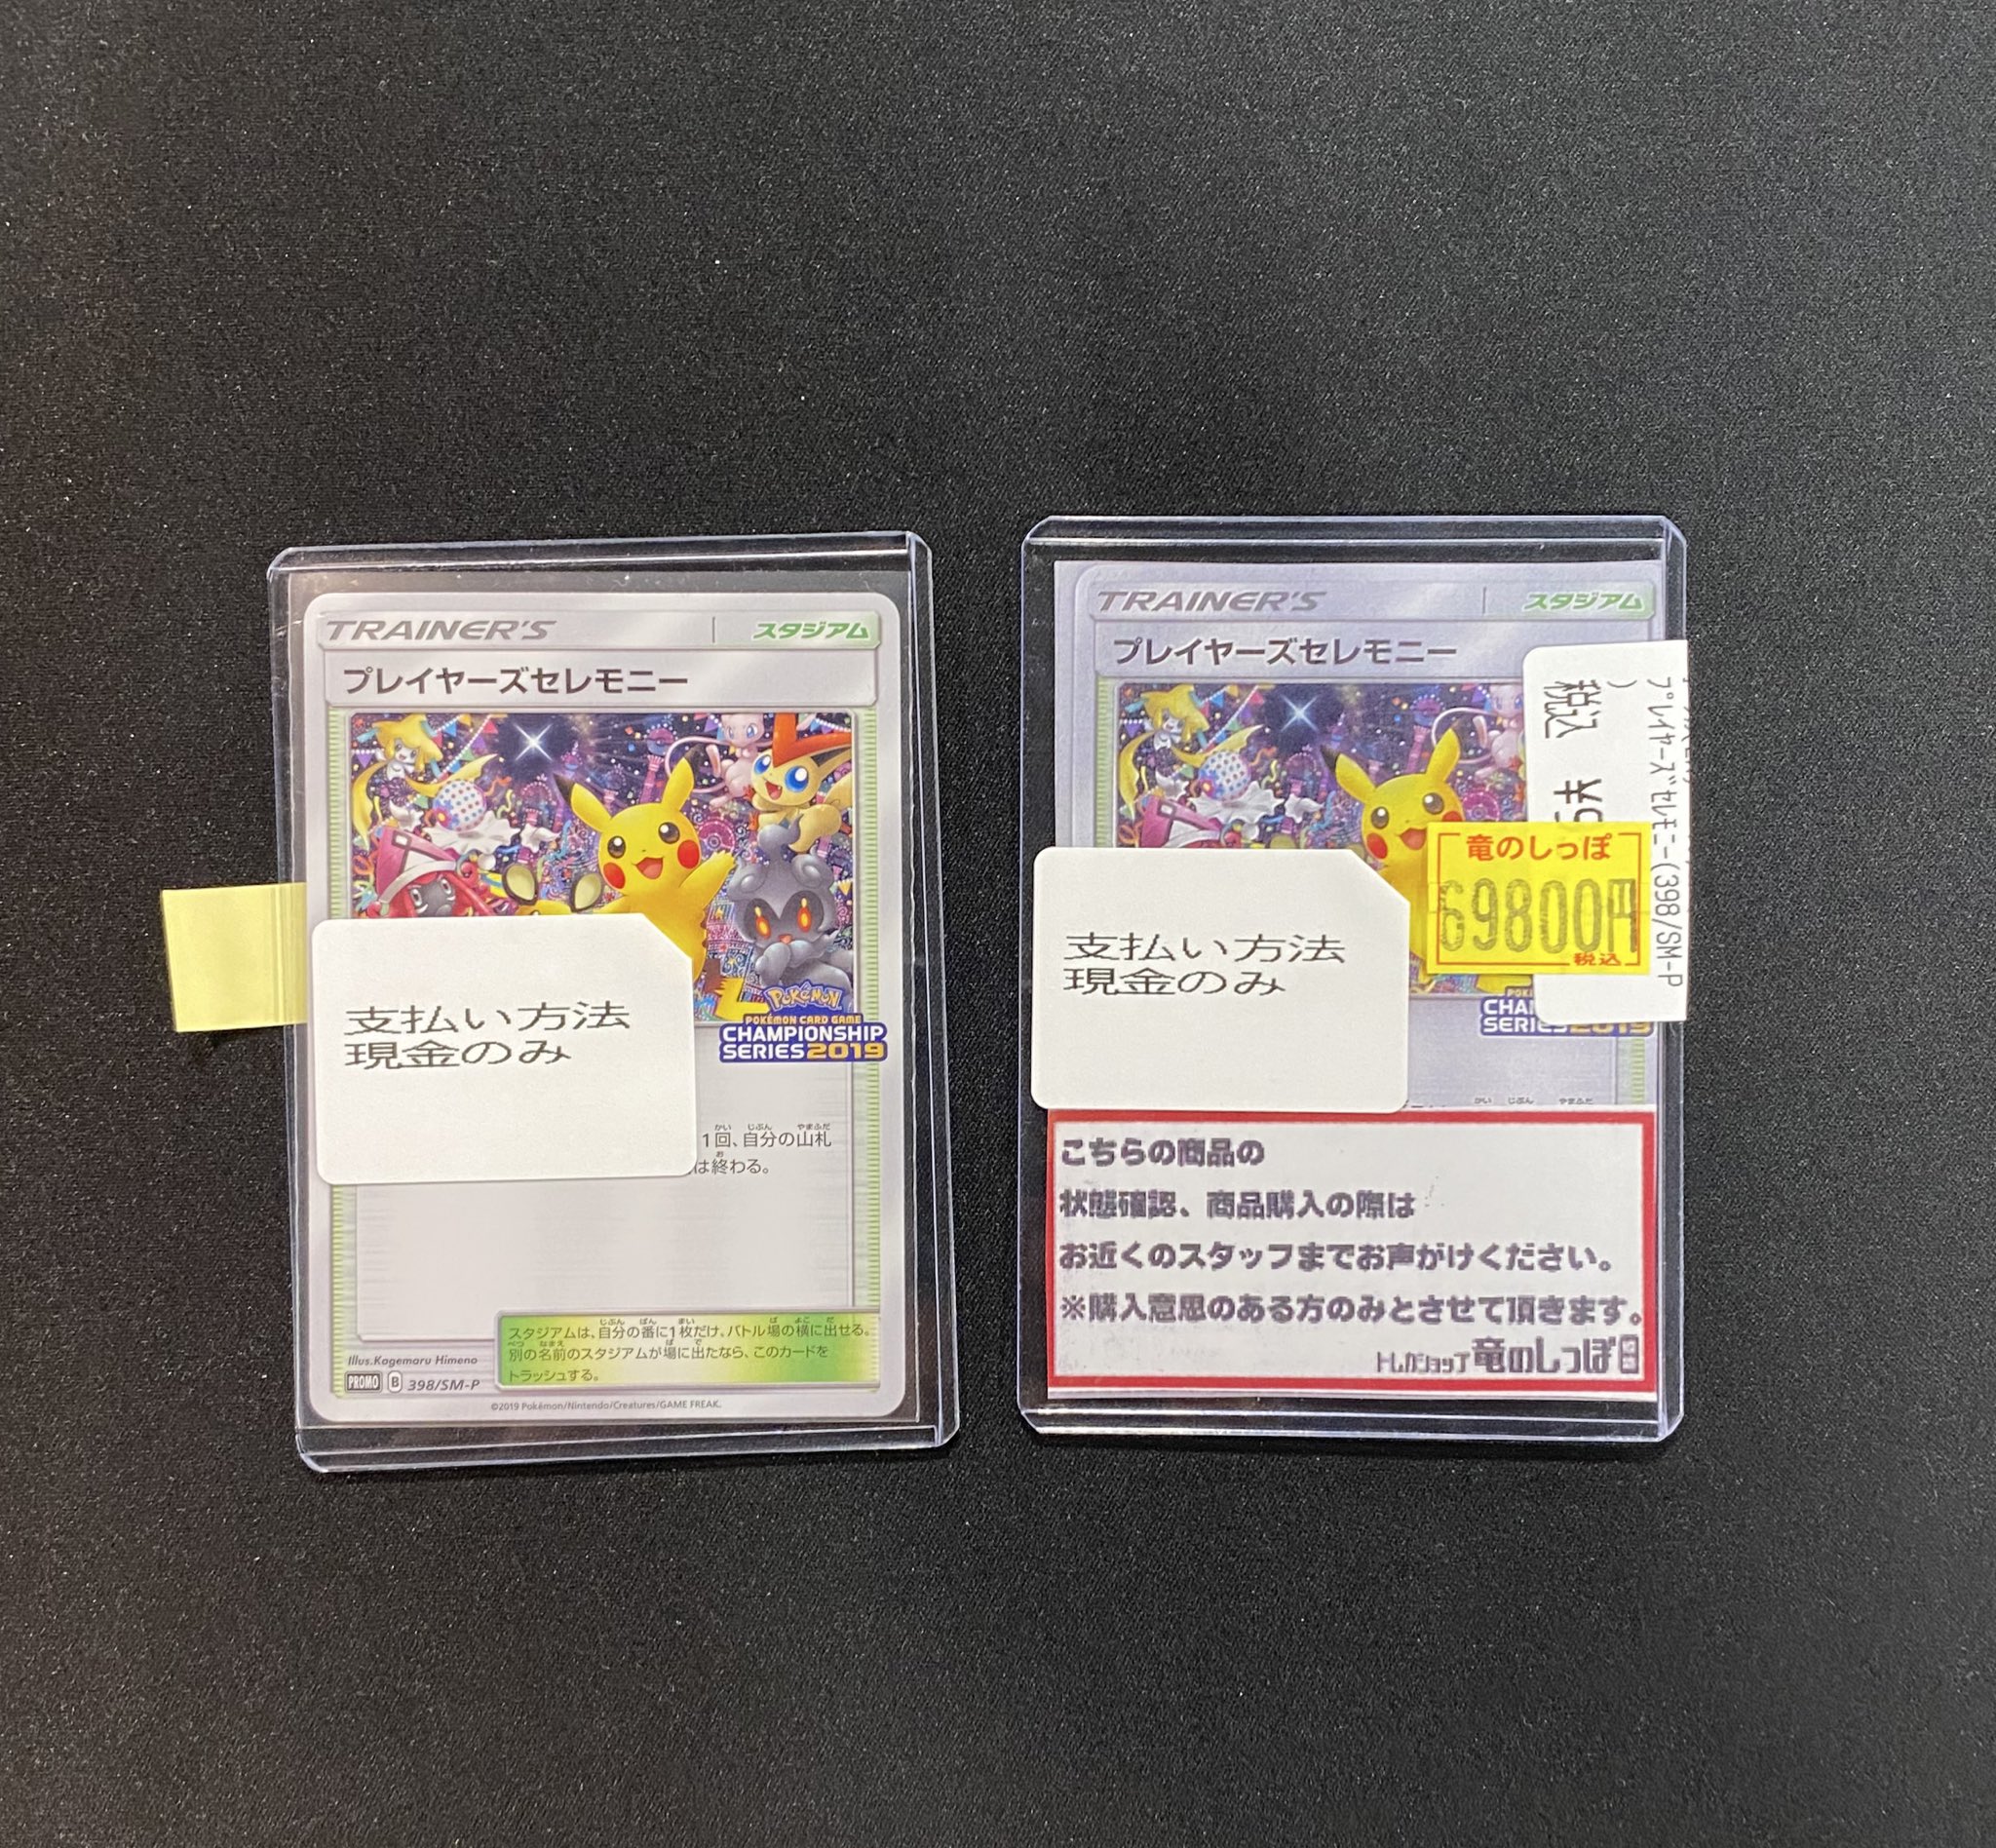 TRAINER'S
スタジアム
プレイヤーズセレモニー
支払い方法
現金のみ
Pokémon
POKÉMON CARD GAME
CHAMPIONSHIP
SERIES 2019
1回、自分の山札
は終わる。
スタジアムは、自分の番に1枚だけ、バトル場の横に出せる。
別の名前のスタジアムが場に出たなら、このカードを
トラッシュする。
Illus.Kagemaru Himeno
PROMO B 398/SM-P
©2019 Pokémon/Nintendo/Creatures/GAME FREAK.
TRAINER'S
スタジアム
プレイヤーズセレモニー
プレイヤーズセレモニー(398/SM-P
)
税込
竜のしっぽ
69800円
税込
支払い方法
現金のみ
SERIES 2019
こちらの商品の
状態確認、商品購入の際は
お近くのスタッフまでお声がけください。
※購入意思のある方のみとさせて頂きます。
トレカショップ 竜のしっぽ